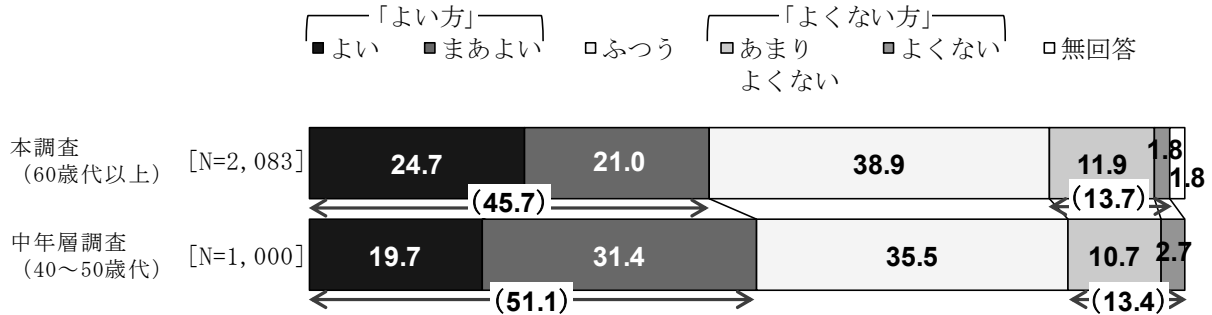 「よい方」 「よくない方」
■よい ■まあよい □ふつう ■あまりよくない ■よくない □無回答
本調査
（60歳代以上） [N=2,083]
24.7 21.0 38.9 11.9 1.8 1.8
(45.7) (13.7)
中年層調査
（40～50歳代） [N=1,000]
19.7 31.4 35.5 10.7 2.7
(51.1) (13.4)